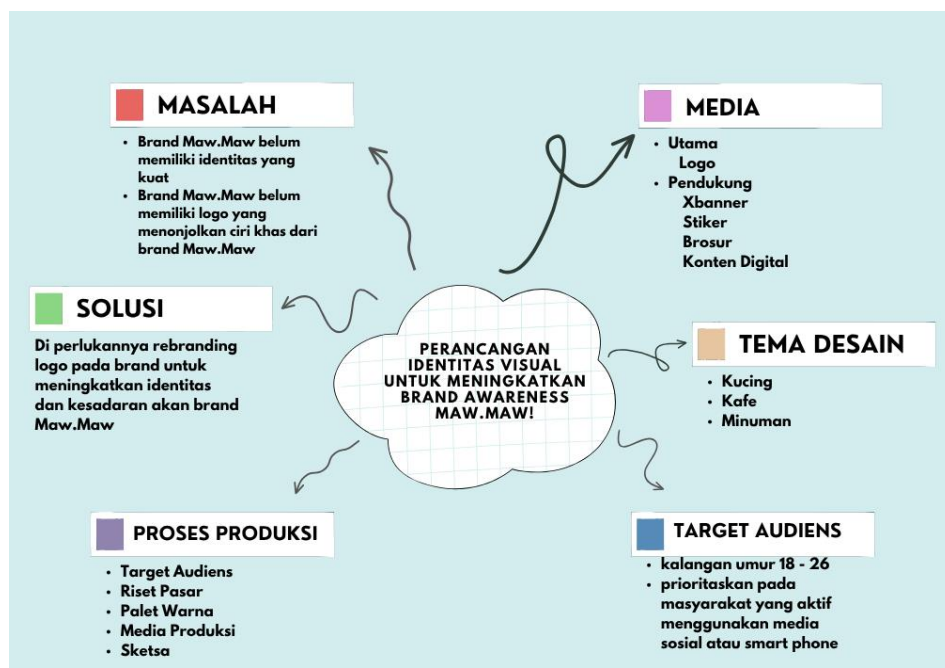 MASALAH
• Brand Maw.Maw belum
memiliki identitas yang
kuat
• Brand Maw.Maw belum
memiliki logo yang
menonjolkan ciri khas dari
brand Maw.Maw
MEDIA
• Utama
Logo
• Pendukung
Xbanner
Stiker
Brosur
Konten Digital
SOLUSI
Di perlukannya rebranding
logo pada brand untuk
meningkatkan identitas
dan kesadaran akan brand
Maw.Maw
PERANCANGAN
IDENTITAS VISUAL
UNTUK MENINGKATKAN
BRAND AWARENESS
MAW.MAW!
TEMA DESAIN
• Kucing
• Kafe
• Minuman
PROSES PRODUKSI
• Target Audiens
• Riset Pasar
• Palet Warna
• Media Produksi
• Sketsa
TARGET AUDIENS
• kalangan umur 18 - 26
• prioritaskan pada
masyarakat yang aktif
menggunakan media
sosial atau smart phone